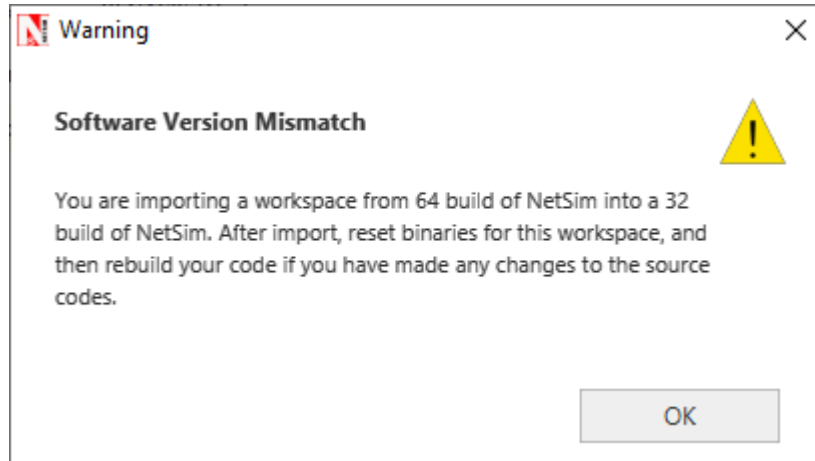 Warning
Software Version Mismatch
You are importing a workspace from 64 build of NetSim into a 32
build of NetSim. After import, reset binaries for this workspace, and
then rebuild your code if you have made any changes to the source
codes.
OK